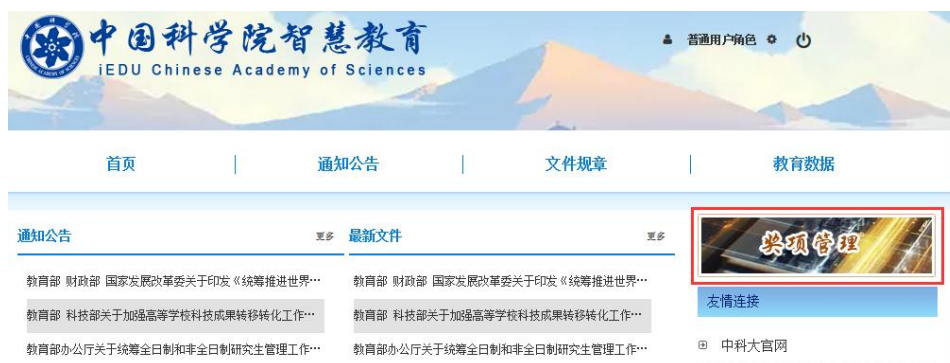 中国科学院智慧教育
iEDU Chinese Academy of Sciences
普通用户角色
首页
通知公告
文件规章
教育数据
通知公告
更多
最新文件
更多
奖项管理
教育部 财政部 国家发展改革委关于印发《统筹推进世界…
教育部 财政部 国家发展改革委关于印发《统筹推进世界…
友情连接
教育部 科技部关于加强高等学校科技成果转移转化工作…
教育部 科技部关于加强高等学校科技成果转移转化工作…
教育部办公厅关于统筹全日制和非全日制研究生管理工作…
教育部办公厅关于统筹全日制和非全日制研究生管理工作…
中科大官网